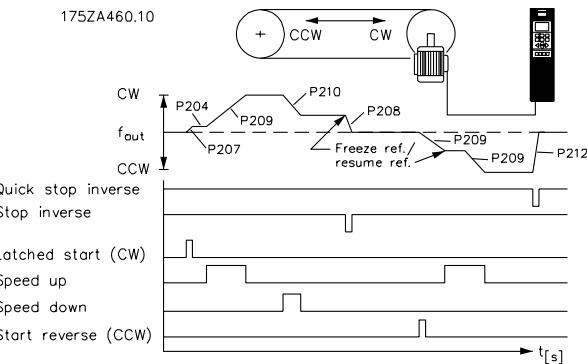 175ZA460.10
CCW CW
CW
P204
P209
P210
P208
fout
P207
Freeze ref./
resume ref.
P209
P209
P212
CCW
Quick stop inverse
Stop inverse
Latched start (CW)
Speed up
Speed down
Start reverse (CCW)
t[s]